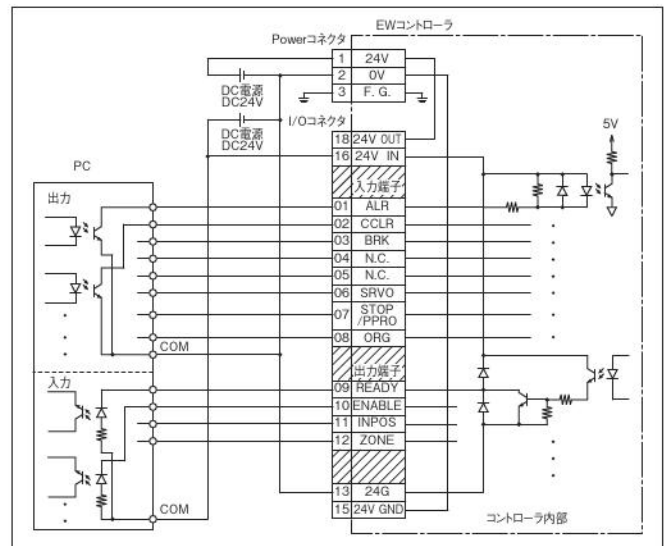 EWコントローラ
Powerコネクタ
1 24V
2 0V
3 F. G.
DC電源
DC24V
I/Oコネクタ
DC電源
DC24V
18 24V OUT
16 24V IN
5V
PC
出力
入力端子
01 ALR
02 CCLR
03 BRK
04 N.C.
05 N.C.
06 SRVO
07 STOP
/PPRO
08 ORG
COM
入力
出力端子
09 READY
10 ENABLE
11 INPOS
12 ZONE
13 24G
COM
15 24V GND
コントローラ内部